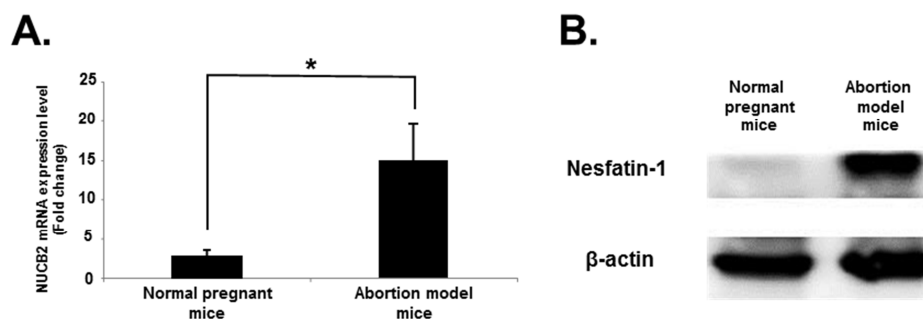 A.
NUCB2 mRNA expression level
(Fold change)
25
20
15
10
5
0
*
Normal pregnant
mice
Abortion model
mice
B.
Normal
pregnant
mice
Abortion
model
mice
Nesfatin-1
β-actin